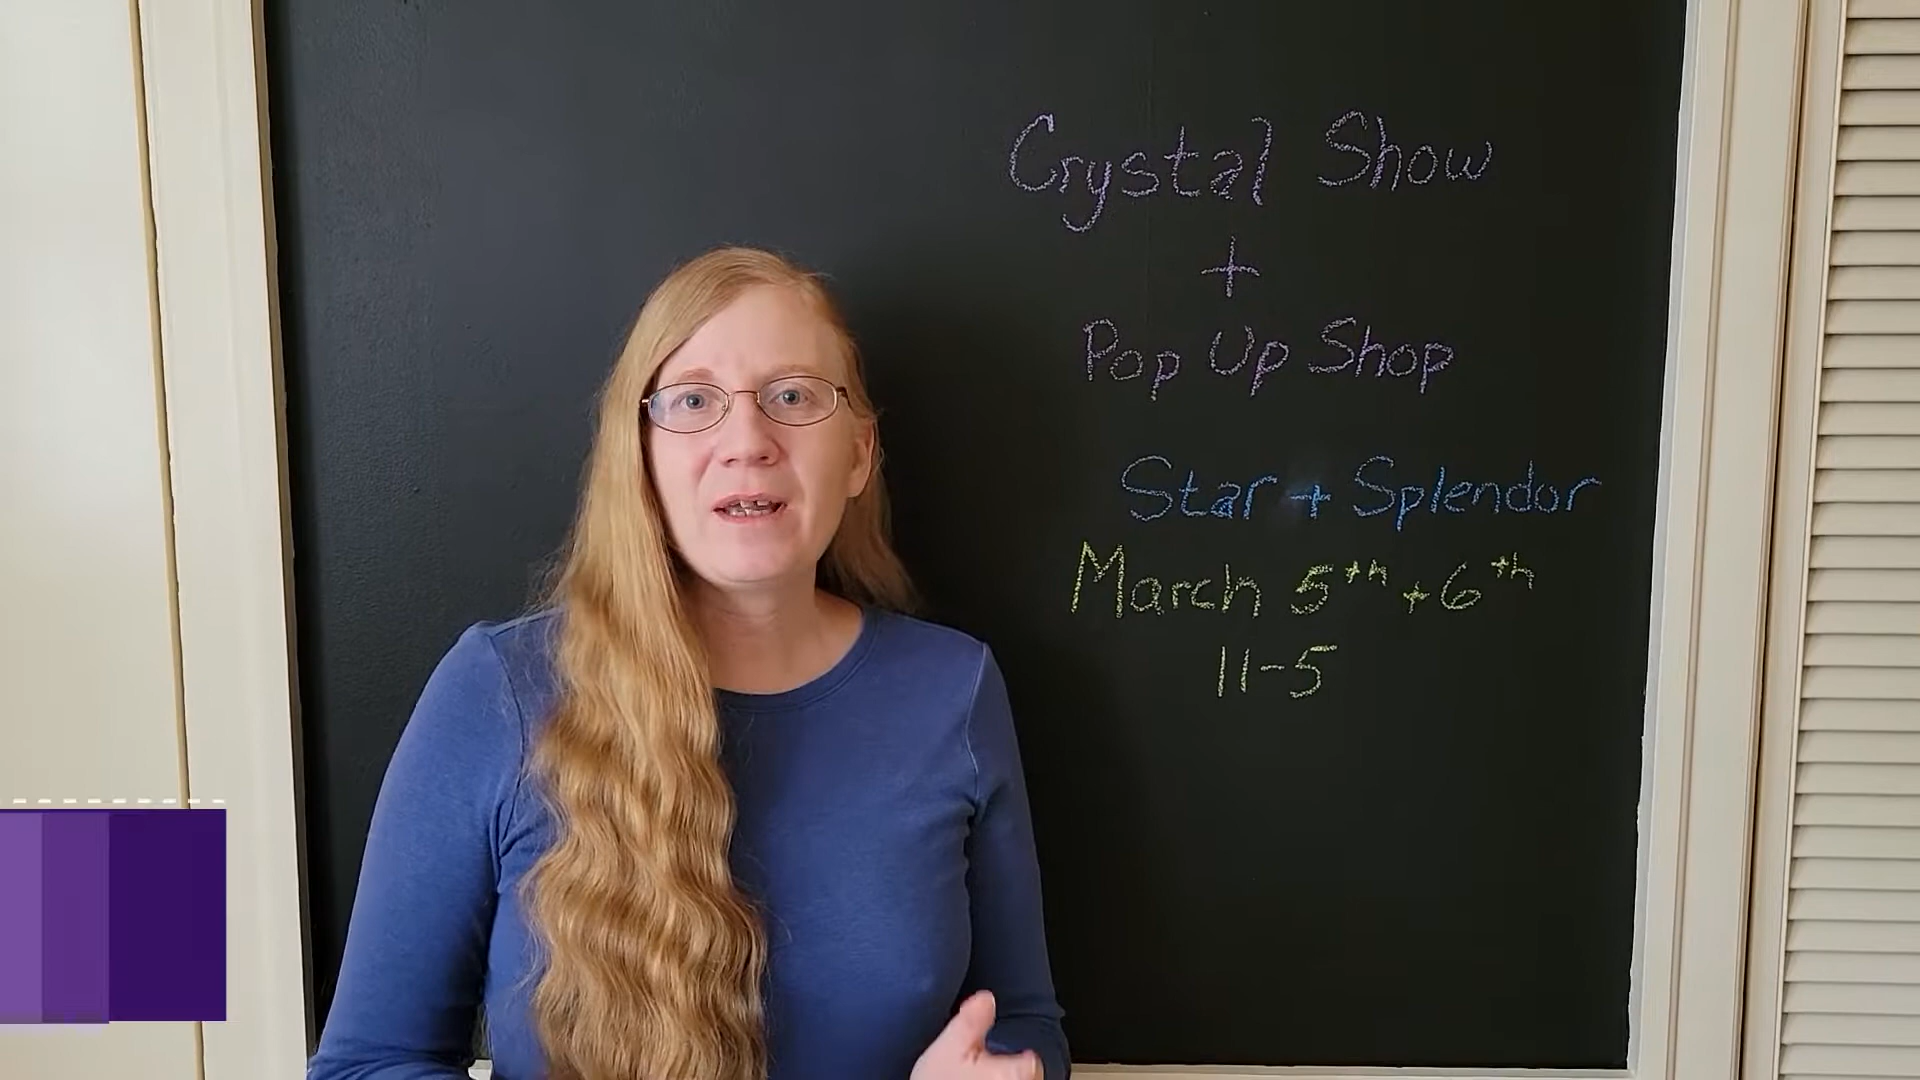 Crystal Show
+
Pop Up Shop
Star + Splendor
March 5th + 6th
11-5